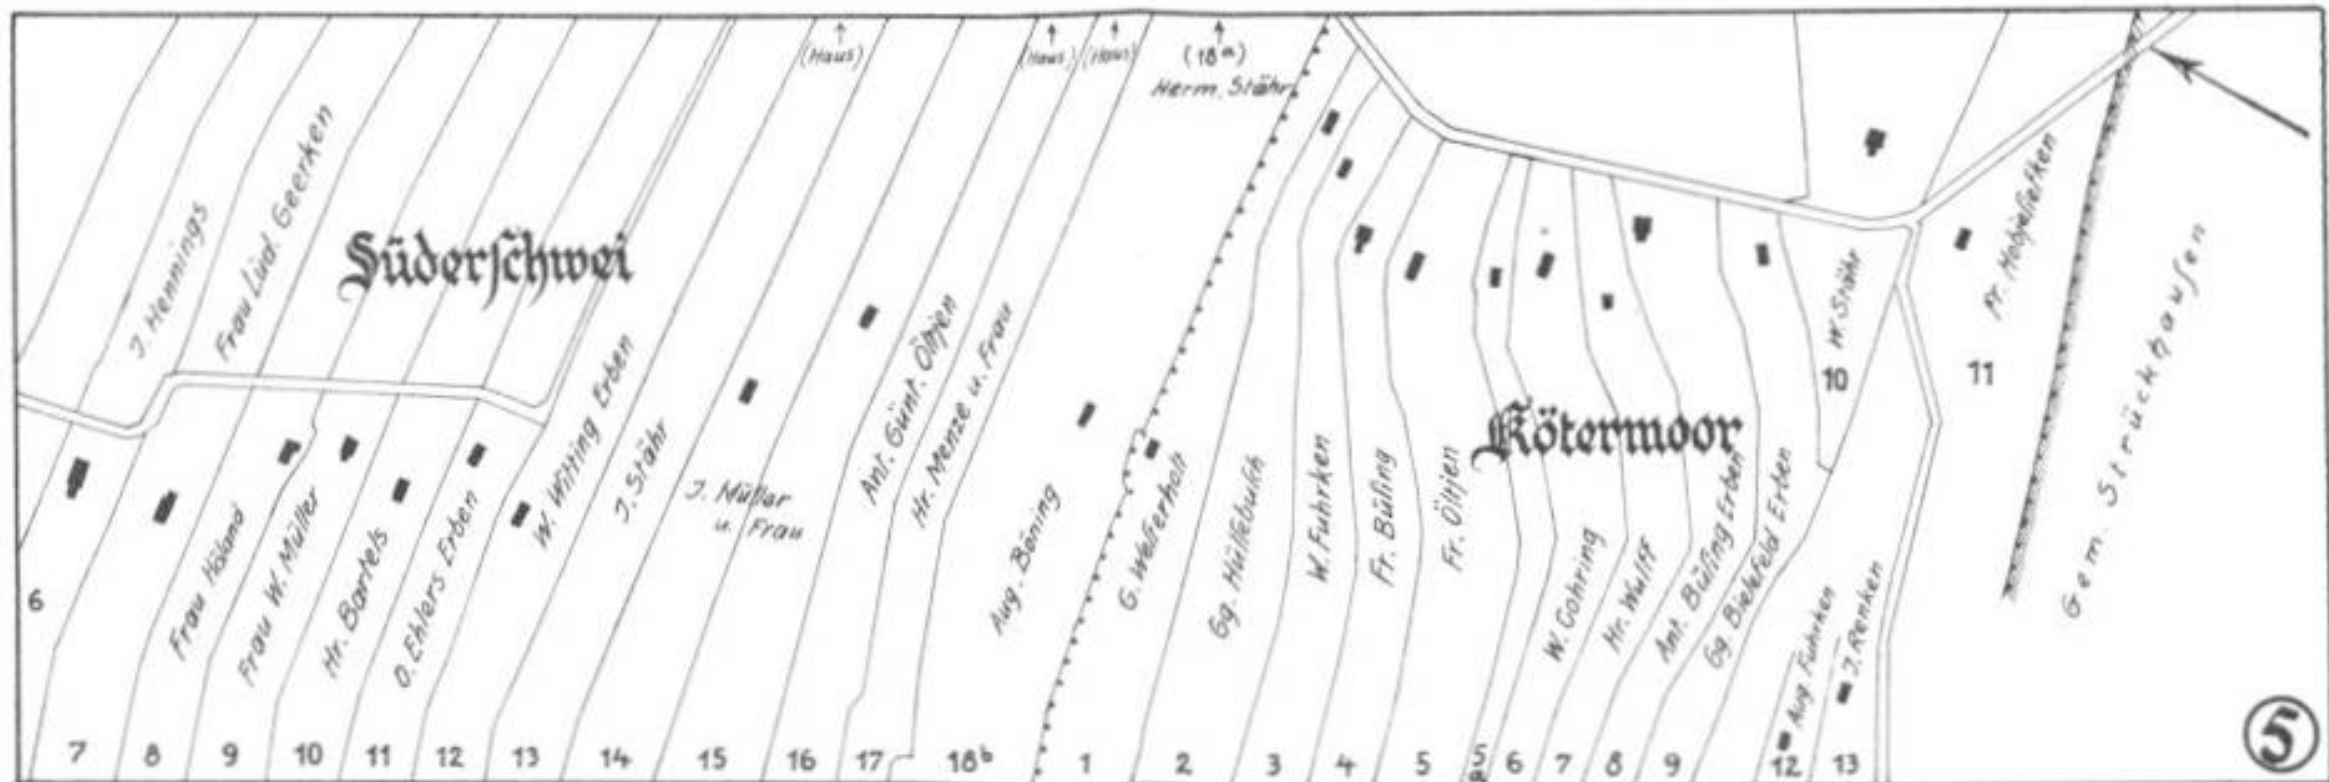 (Haus)
(Haus)
(Haus)
(18a)
Herm. Stähr
J. Hennings
Frau Lüd. Geerken
Süderschwei
Frau Höland
Frau W. Müller
Hr. Bartels
O. Ehlers Erben
W. Witting Erben
J. Stähr
J. Müller
u. Frau
Ant. Günt. Öltjen
Hr. Menze u. Frau
Aug. Böning
G. Westerholt
Gg. Hüllebusch
W. Fuhrken
Fr. Büsing
Fr. Öltjen
Kötermoor
W. Gohring
Hr. Wulff
Ant. Büsing Erben
Gg. Bielefeld Erben
W. Stähr
10
11
Gem. Strückhausen
Aug. Fuhrken
J. Renken
6
7
8
9
10
11
12
13
14
15
16
17
18b
1
2
3
4
5
5a
6
7
8
9
12
13
5